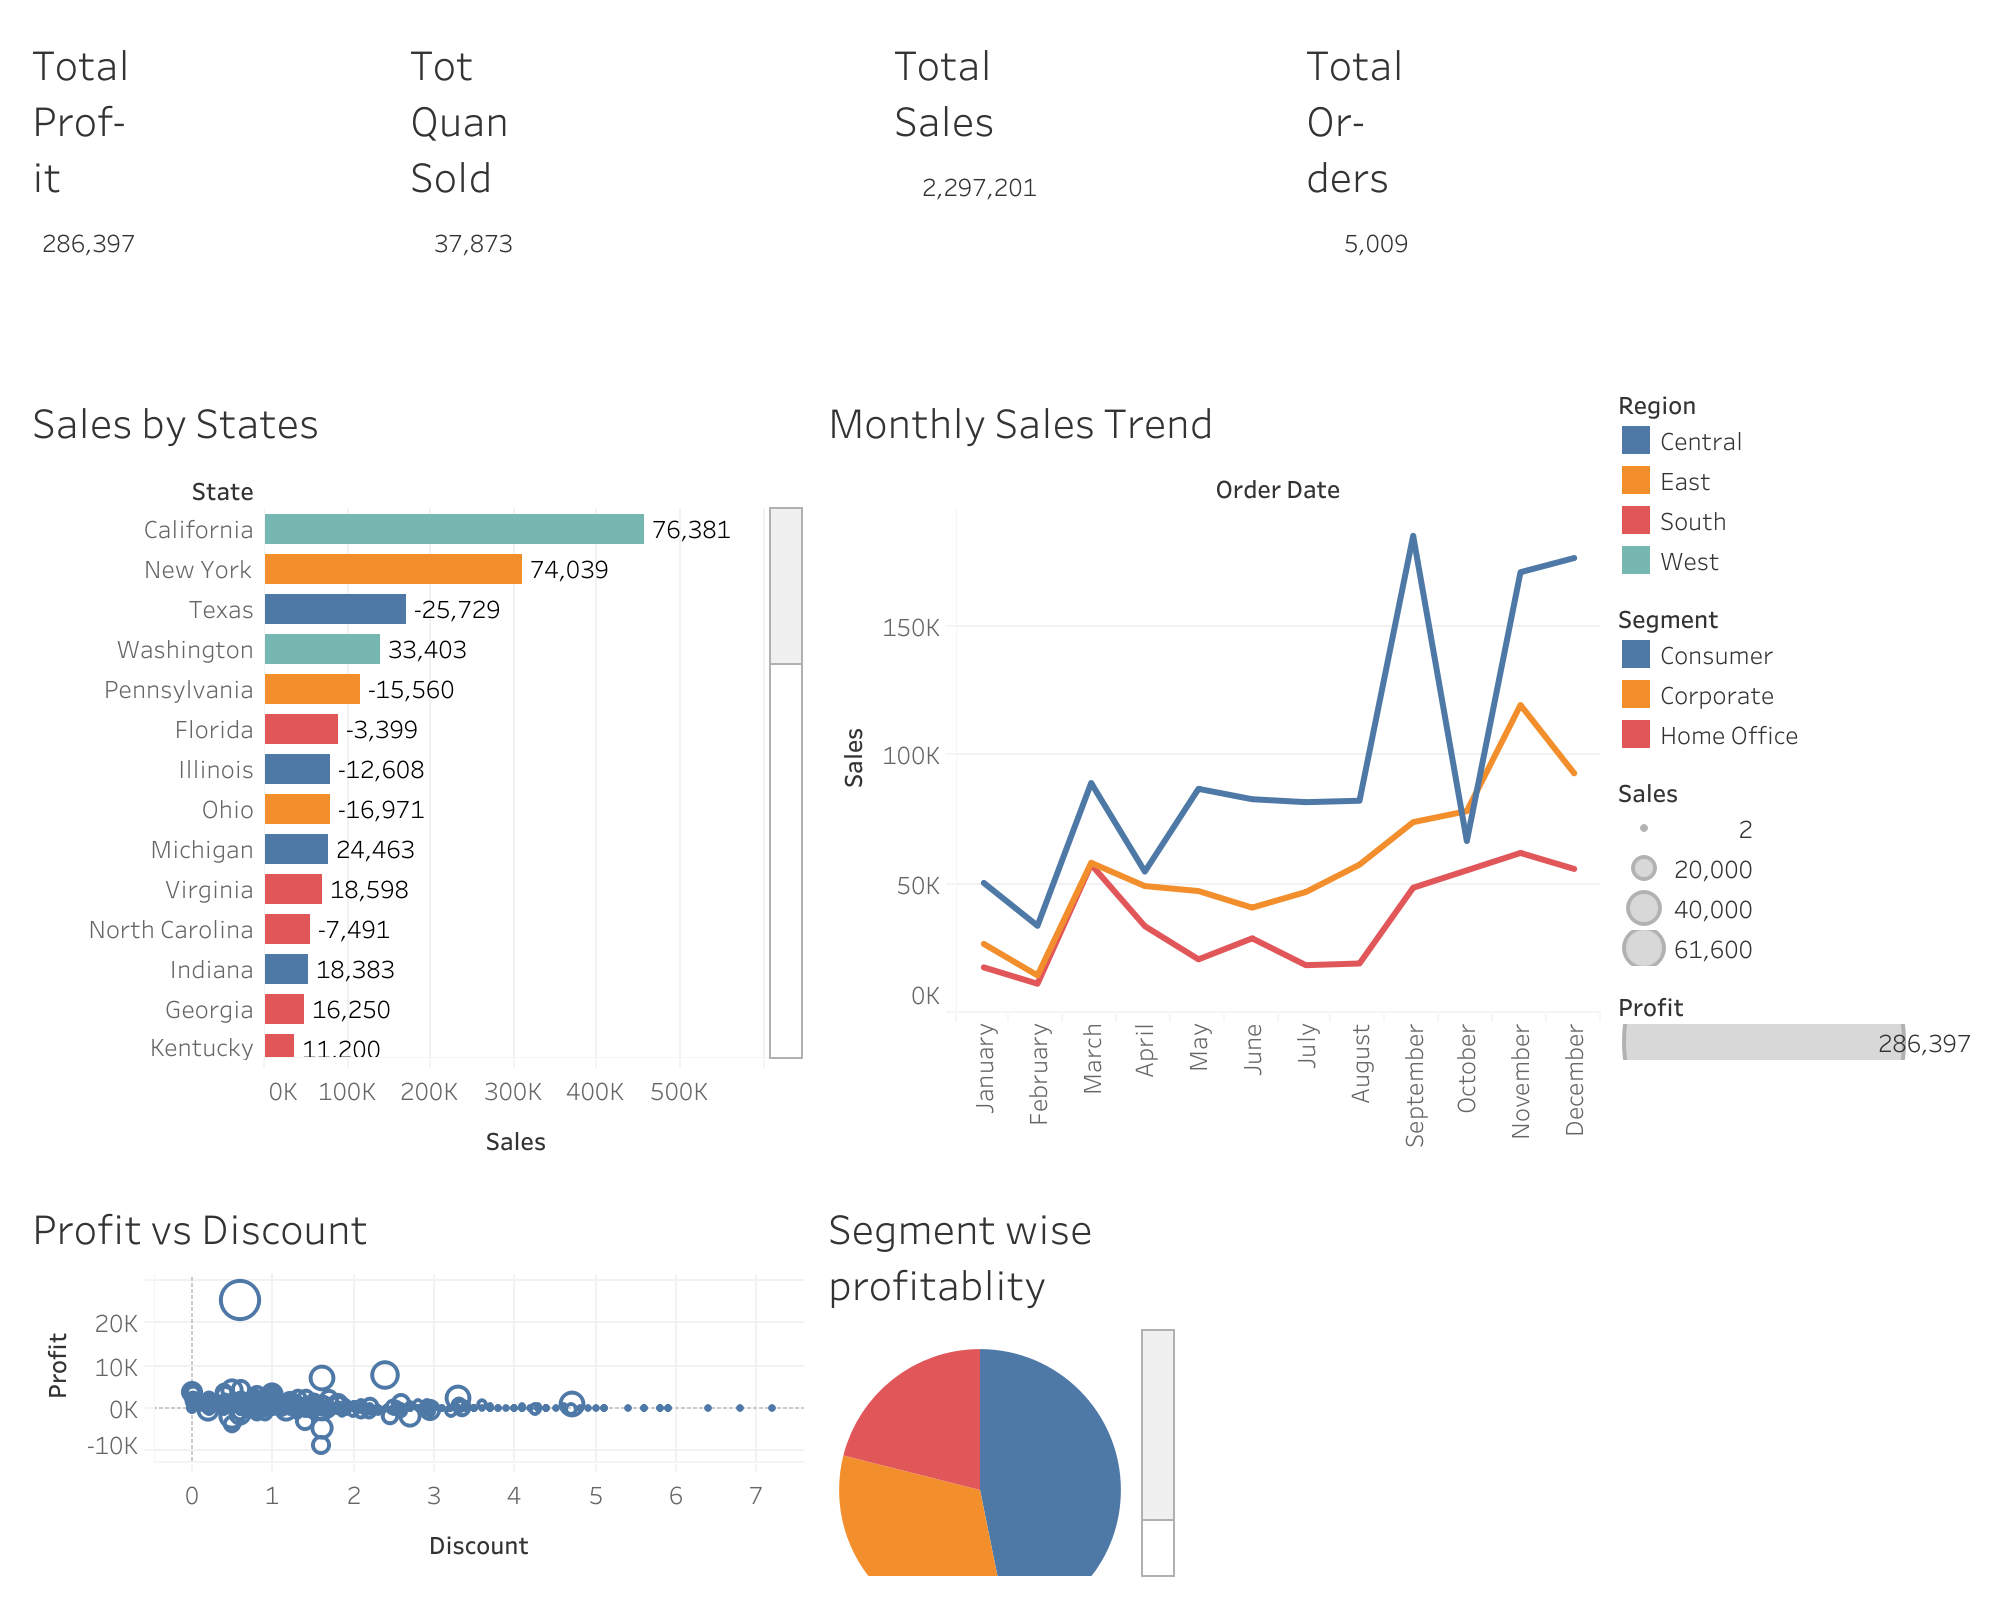 Total
Prof-
it
286,397
Tot
Quan
Sold
37,873
Total
Sales
2,297,201
Total
Or-
ders
5,009
Sales by States
State
California 76,381
New York 74,039
Texas -25,729
Washington 33,403
Pennsylvania -15,560
Florida -3,399
Illinois -12,608
Ohio -16,971
Michigan 24,463
Virginia 18,598
North Carolina -7,491
Indiana 18,383
Georgia 16,250
Kentucky 11,200
0K 100K 200K 300K 400K 500K
Sales
Monthly Sales Trend
Order Date
Sales
150K
100K
50K
0K
January
February
March
April
May
June
July
August
September
October
November
December
Region
Central
East
South
West
Segment
Consumer
Corporate
Home Office
Sales
2
20,000
40,000
61,600
Profit
286,397
Profit vs Discount
Profit
20K
10K
0K
-10K
0 1 2 3 4 5 6 7
Discount
Segment wise
profitablity